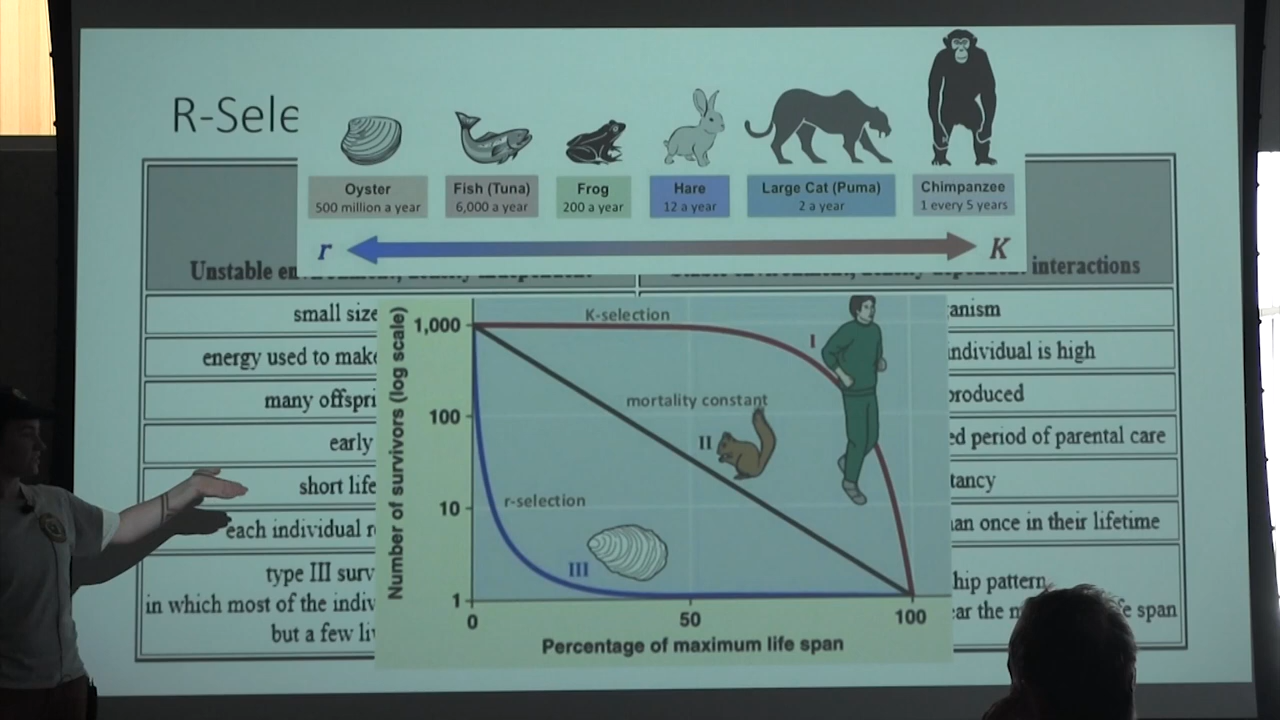 R-Sele
Oyster
500 million a year
Fish (Tuna)
6,000 a year
Frog
200 a year
Hare
12 a year
Large Cat (Puma)
2 a year
Chimpanzee
1 every 5 years
r
K
Unstable
interactions
small size
anism
energy used to make
individual is high
many offspri
produced
early
ed period of parental care
short life
tancy
each individual r
an once in their lifetime
type III surv
in which most of the indiv
but a few li
hip pattern
ar the
fe span
Number of survivors (log scale)
1,000
100
10
1
K-selection
I
mortality constant
II
r-selection
III
0
50
100
Percentage of maximum life span